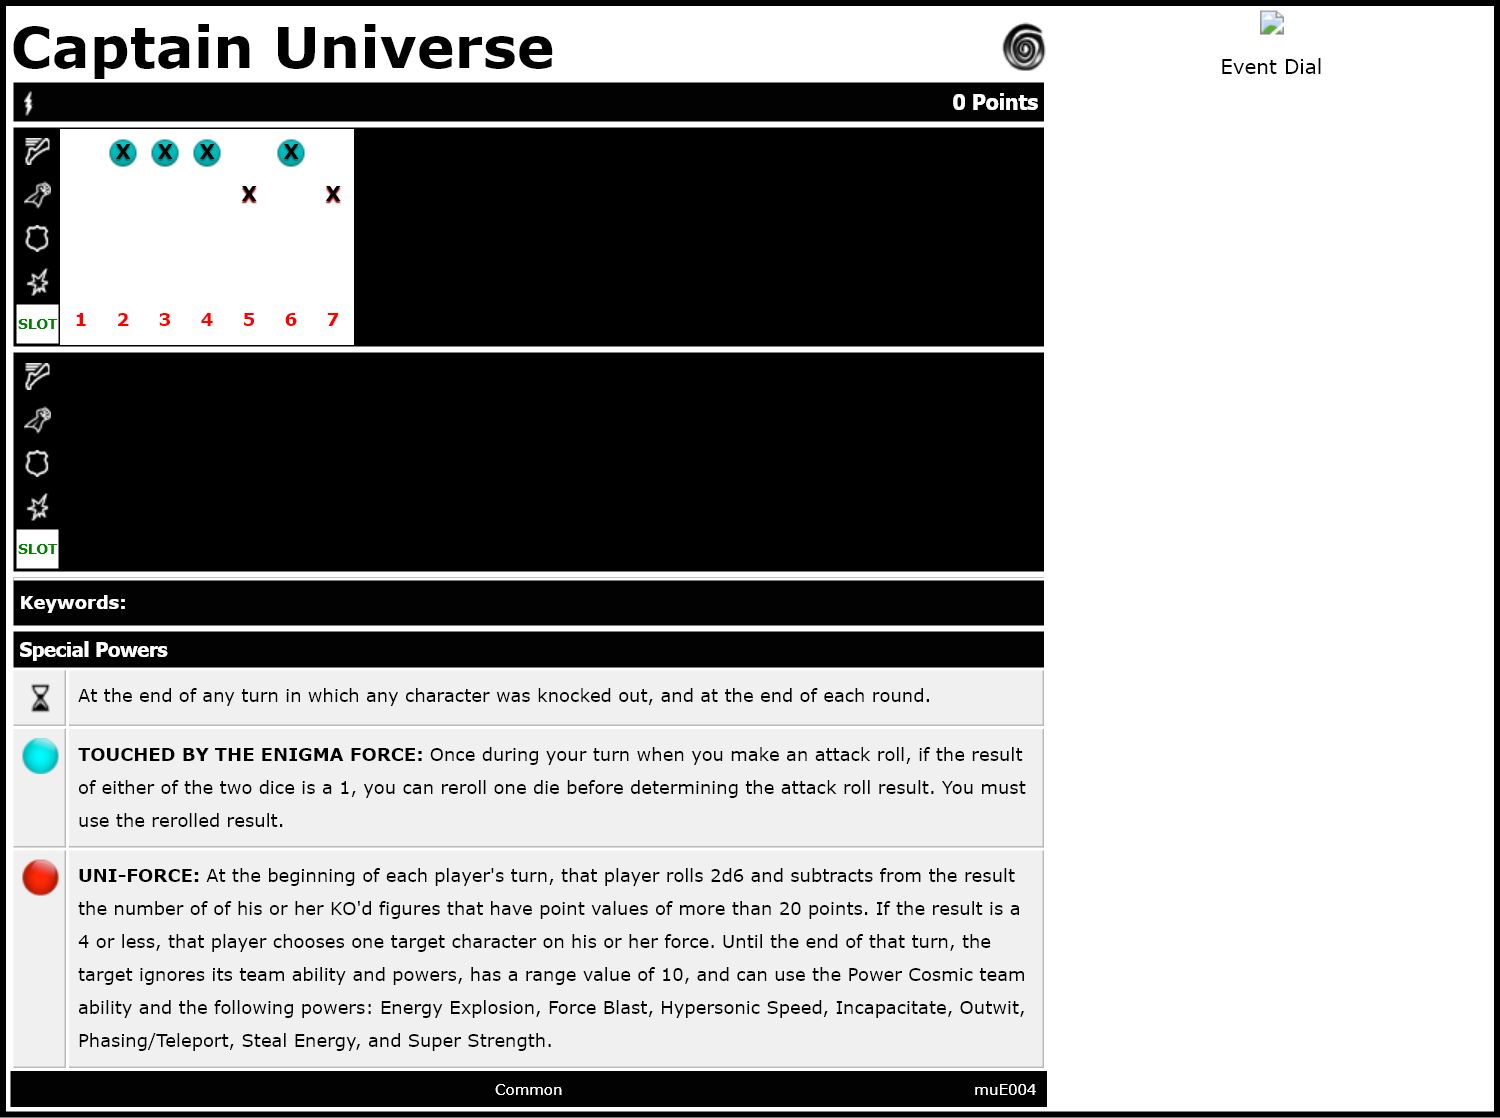 Captain Universe
Event Dial
0 Points
X X X X
X X
SLOT 1 2 3 4 5 6 7
SLOT
Keywords:
Special Powers
At the end of any turn in which any character was knocked out, and at the end of each round.
TOUCHED BY THE ENIGMA FORCE: Once during your turn when you make an attack roll, if the result
of either of the two dice is a 1, you can reroll one die before determining the attack roll result. You must
use the rerolled result.
UNI-FORCE: At the beginning of each player's turn, that player rolls 2d6 and subtracts from the result
the number of of his or her KO'd figures that have point values of more than 20 points. If the result is a
4 or less, that player chooses one target character on his or her force. Until the end of that turn, the
target ignores its team ability and powers, has a range value of 10, and can use the Power Cosmic team
ability and the following powers: Energy Explosion, Force Blast, Hypersonic Speed, Incapacitate, Outwit,
Phasing/Teleport, Steal Energy, and Super Strength.
Common
muE004